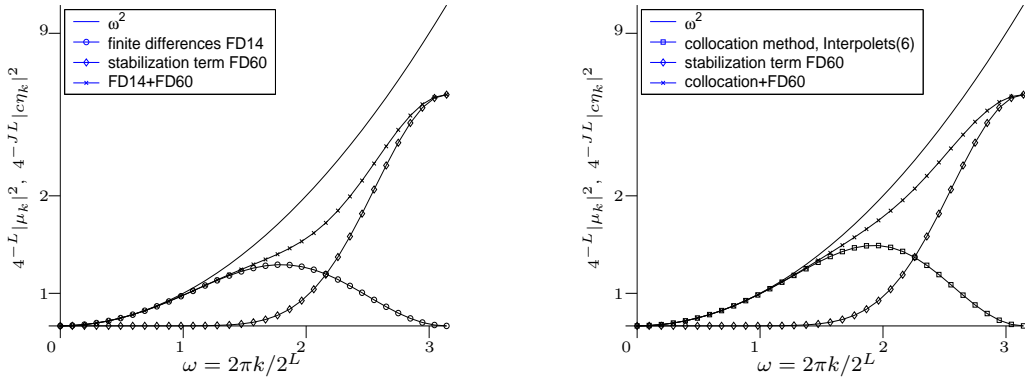 9
2
1
0
1
2
3
ω²
finite differences FD14
stabilization term FD60
FD14+FD60
4^{-L}|μ_k|², 4^{-JL}|cη_k|²
ω = 2πk/2^L
9
2
1
0
1
2
3
ω²
collocation method, Interpolets(6)
stabilization term FD60
collocation+FD60
4^{-L}|μ_k|², 4^{-JL}|cη_k|²
ω = 2πk/2^L